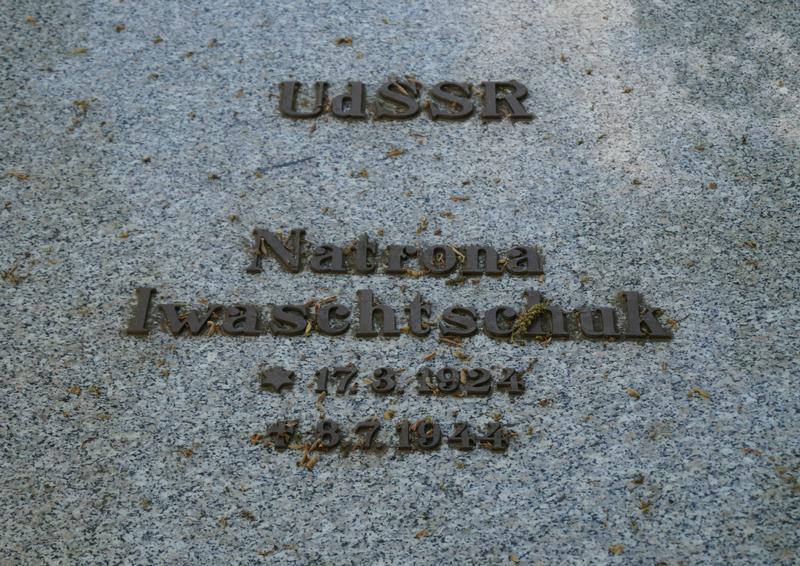 UdSSR
Natrona
Iwaschtschuk
* 17.3.1924
† 8.7.1944